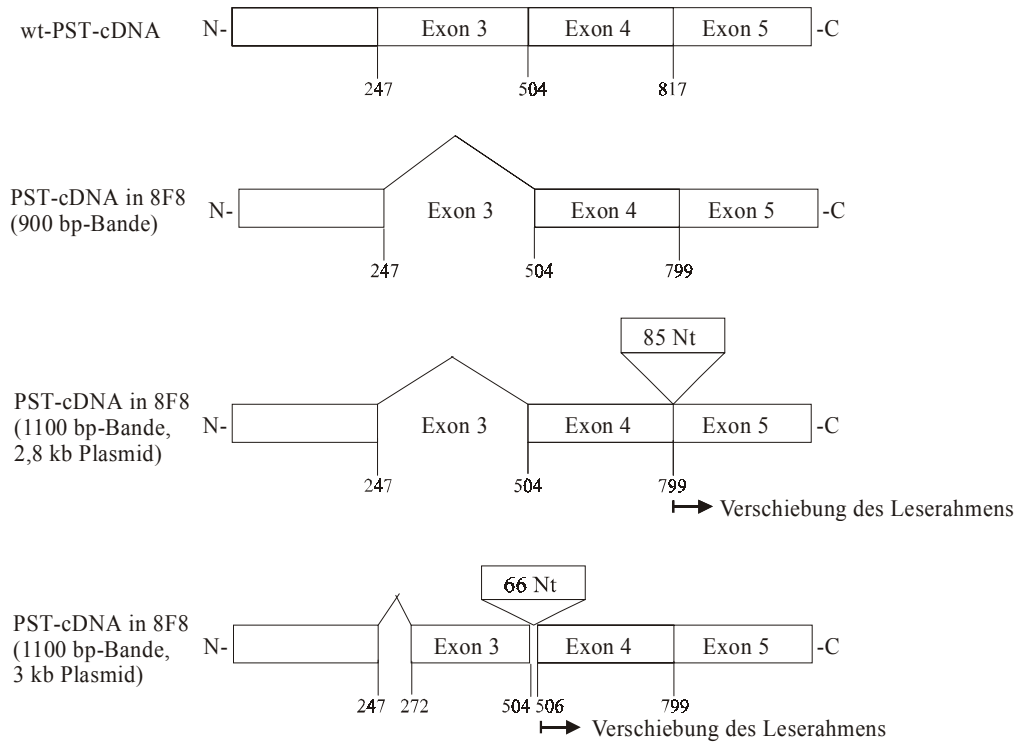 wt-PST-cDNA
N-
Exon 3
Exon 4
Exon 5
-C
247
504
817
PST-cDNA in 8F8
(900 bp-Bande)
N-
Exon 3
Exon 4
Exon 5
-C
247
504
799
85 Nt
PST-cDNA in 8F8
(1100 bp-Bande,
2,8 kb Plasmid)
N-
Exon 3
Exon 4
Exon 5
-C
247
504
799
Verschiebung des Leserahmens
66 Nt
PST-cDNA in 8F8
(1100 bp-Bande,
3 kb Plasmid)
N-
Exon 3
Exon 4
Exon 5
-C
247
272
504
506
799
Verschiebung des Leserahmens